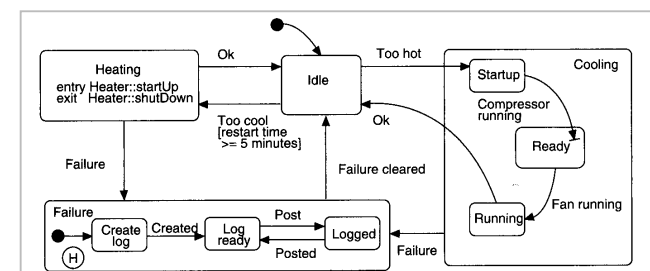 Heating
entry Heater::startUp
exit Heater::shutDown
Ok
Idle
Too hot
Cooling
Startup
Compressor
running
Ready
Fan running
Running
Ok
Too cool
[restart time
>= 5 minutes]
Failure
Failure cleared
Failure
Failure
Create
log
Created
Log
ready
Post
Posted
Logged
H